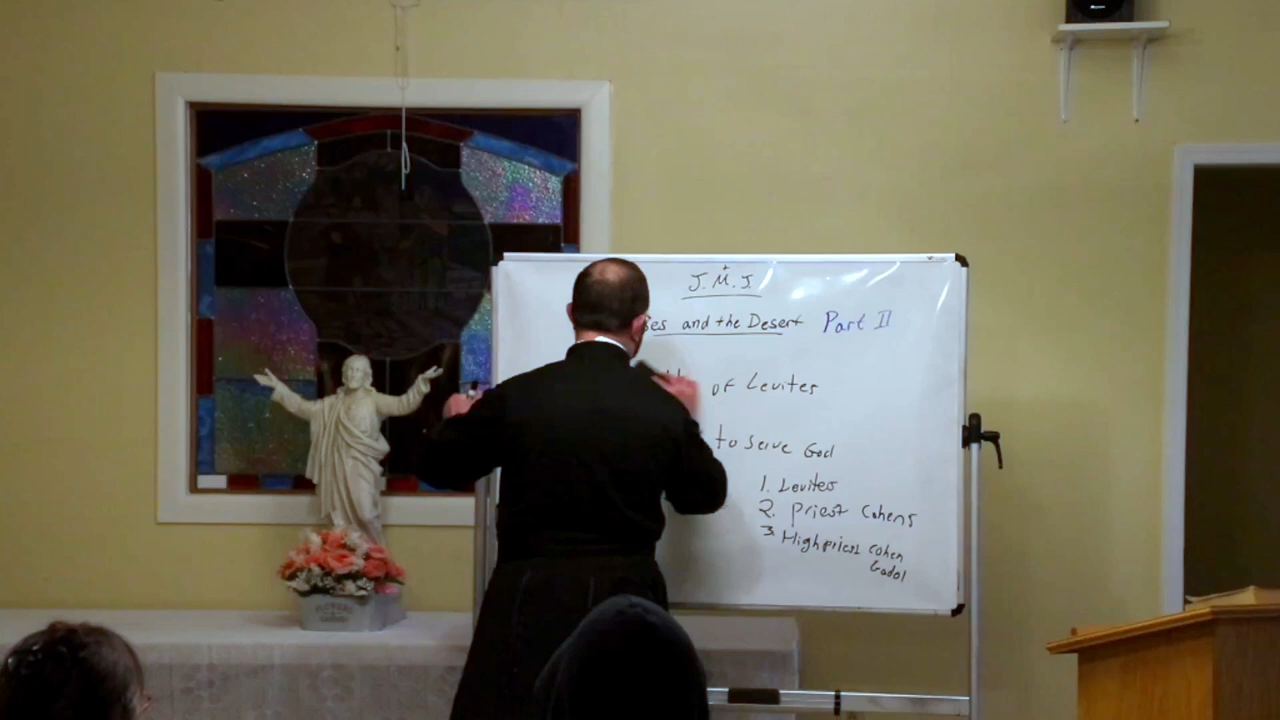 J.M.J.
ses and the Desert Part II
of Levites
to serve God
1. Levites
2. Priest Cohens
3. High priest Cohen
Gadol